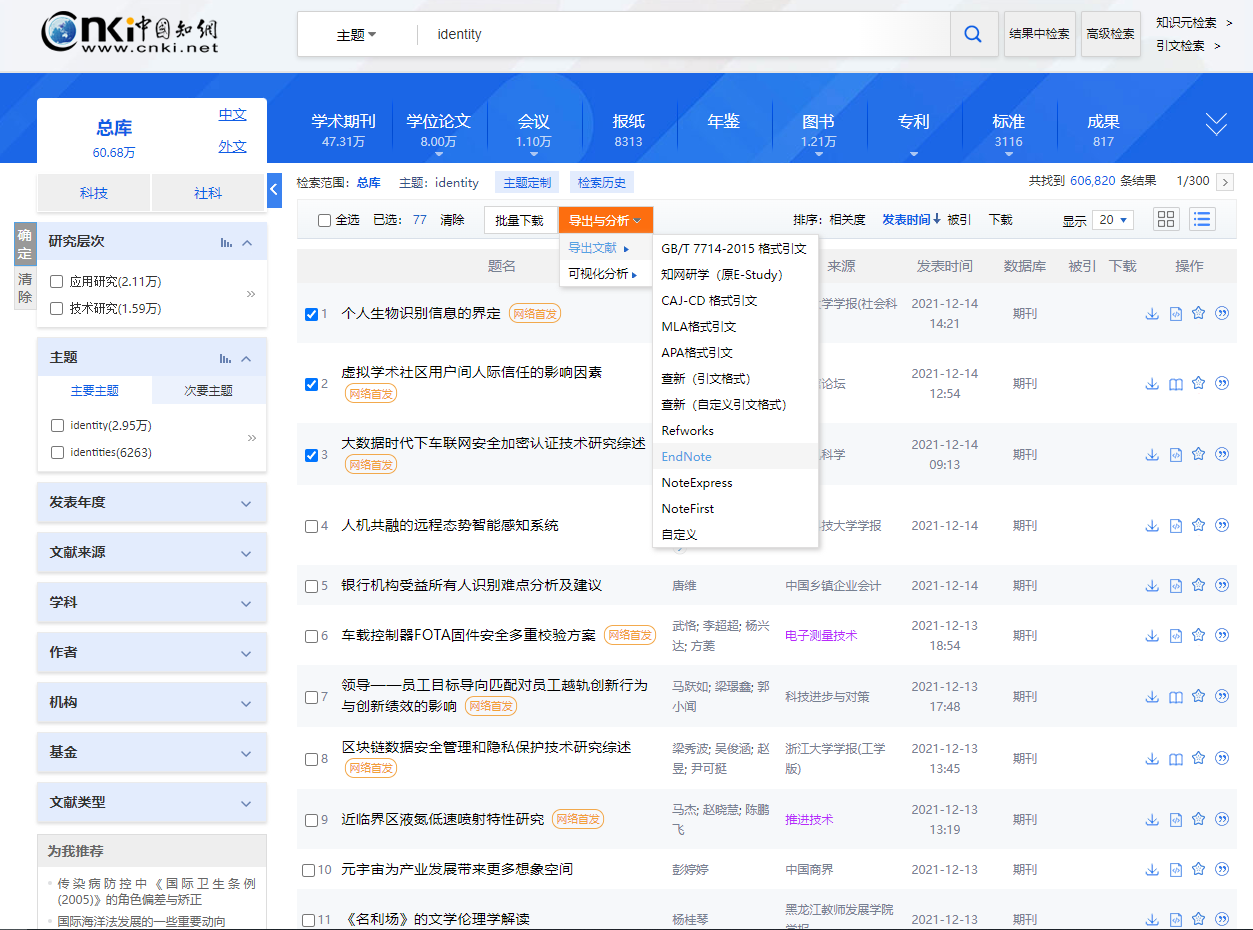 cnki中国知网
www.cnki.net
主题 identity 结果中检索 高级检索
知识元检索 >
引文检索 >
总库
60.68万
中文
外文
学术期刊
47.31万
学位论文
8.00万
会议
1.10万
报纸
8313
年鉴
图书
1.21万
专利
标准
3116
成果
817
科技 社科
检索范围：总库 主题：identity 主题定制 检索历史 共找到 606,820 条结果 1/300 >
全选 已选：77 清除 批量下载 导出与分析 排序：相关度 发表时间↓ 被引 下载 显示 20
导出文献
可视化分析
GB/T 7714-2015 格式引文
知网研学（原E-Study）
CAJ-CD 格式引文
MLA格式引文
APA格式引文
查新（引文格式）
查新（自定义引文格式）
Refworks
EndNote
NoteExpress
NoteFirst
自定义
确定
清除
研究层次
应用研究(2.11万)
技术研究(1.59万)
»
主题
主要主题 次要主题
identity(2.95万)
identities(6263)
»
发表年度
文献来源
学科
作者
机构
基金
文献类型
为我推荐
传染病防控中《国际卫生条例
(2005)》的角色偏差与矫正
国际海洋法发展的一些重要动向
题名 来源 发表时间 数据库 被引 下载 操作
1 个人生物识别信息的界定 网络首发 学学报(社会科 2021-12-14
14:21 期刊
2 虚拟学术社区用户间人际信任的影响因素
网络首发 论坛 2021-12-14
12:54 期刊
3 大数据时代下车联网安全加密认证技术研究综述
网络首发 科学 2021-12-14
09:13 期刊
4 人机共融的远程态势智能感知系统 技大学学报 2021-12-14 期刊
5 银行机构受益所有人识别难点分析及建议 唐维 中国乡镇企业会计 2021-12-14 期刊
6 车载控制器FOTA固件安全多重校验方案 网络首发 武恪; 李超超; 杨兴
达; 方菱 电子测量技术 2021-12-13
18:54 期刊
7 领导——员工目标导向匹配对员工越轨创新行为
与创新绩效的影响 网络首发 马跃如; 梁璟鑫; 郭
小闻 科技进步与对策 2021-12-13
17:48 期刊
8 区块链数据安全管理和隐私保护技术研究综述
网络首发 梁秀波; 吴俊涵; 赵
昱; 尹可挺 浙江大学学报(工学
版) 2021-12-13
13:45 期刊
9 近临界区液氮低速喷射特性研究 网络首发 马杰; 赵晓慧; 陈鹏
飞 推进技术 2021-12-13
13:19 期刊
10 元宇宙为产业发展带来更多想象空间 彭婷婷 中国商界 2021-12-13 期刊
11 《名利场》的文学伦理学解读 杨桂琴 黑龙江教师发展学院
学报 2021-12-13 期刊